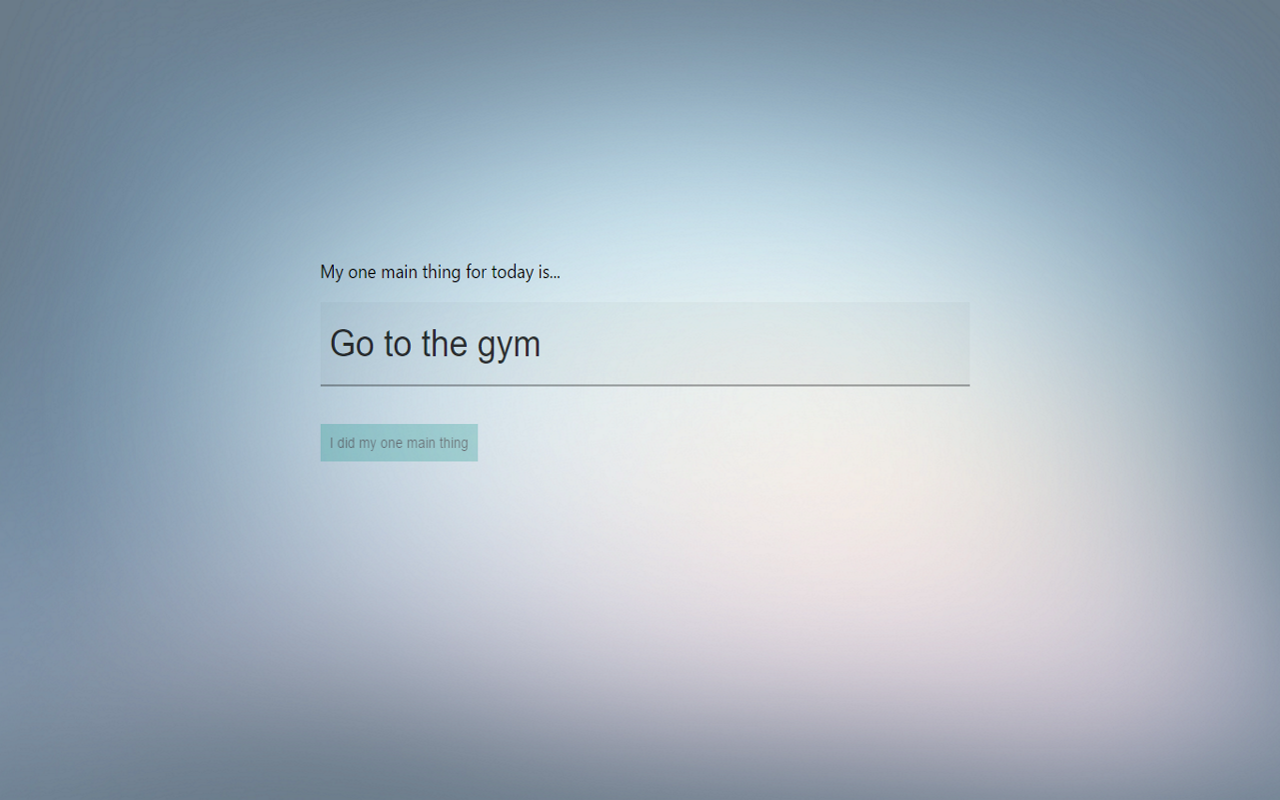 My one main thing for today is...
Go to the gym
I did my one main thing